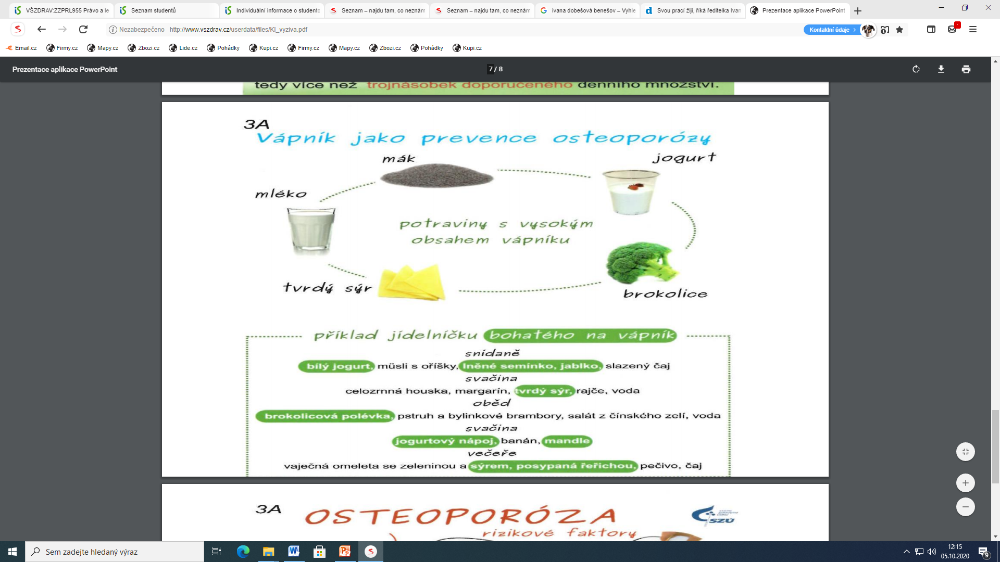 VŠZDRAV:ZZPRL955 Právo a le
Seznam studentů
Individuální informace o studento
Seznam – najdu tam, co neznám
Seznam – najdu tam, co neznám
ivana dobešová benešov – Vyhle
Svou prací žiji, říká ředitelka Ivan
Prezentace aplikace PowerPoint
Nezabezpečeno http://www.vszdrav.cz/userdata/files/KI_vyziva.pdf
Kontaktní údaje
Email.cz Firmy.cz Mapy.cz Zbozi.cz Lide.cz Pohádky Kupi.cz Firmy.cz Mapy.cz Zbozi.cz Pohádky Kupi.cz
Prezentace aplikace PowerPoint 7 / 8
tedy více než trojnásobek doporučeného denního množství.
3A
Vápník jako prevence osteoporózy
mák
jogurt
mléko
potraviny s vysokým
obsahem vápníku
tvrdý sýr
brokolice
příklad jídelníčku bohatého na vápník
snídaně
bílý jogurt, müsli s oříšky, lněné semínko, jablko, slazený čaj
svačina
celozrnná houska, margarín, tvrdý sýr, rajče, voda
oběd
brokolicová polévka, pstruh a bylinkové brambory, salát z čínského zelí, voda
svačina
jogurtový nápoj, banán, mandle
večeře
vaječná omeleta se zeleninou a sýrem, posypaná řeřichou, pečivo, čaj
3A
OSTEOPORÓZA
SZÚ
rizikové faktory
Sem zadejte hledaný výraz
12:15
05.10.2020
9